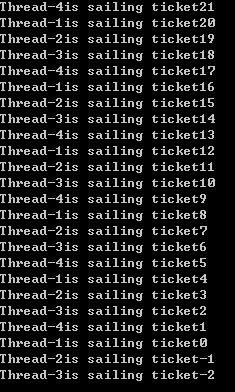 Thread-4is sailing ticket21
Thread-1is sailing ticket20
Thread-2is sailing ticket19
Thread-3is sailing ticket18
Thread-4is sailing ticket17
Thread-1is sailing ticket16
Thread-2is sailing ticket15
Thread-3is sailing ticket14
Thread-4is sailing ticket13
Thread-1is sailing ticket12
Thread-2is sailing ticket11
Thread-3is sailing ticket10
Thread-4is sailing ticket9
Thread-1is sailing ticket8
Thread-2is sailing ticket7
Thread-3is sailing ticket6
Thread-4is sailing ticket5
Thread-1is sailing ticket4
Thread-2is sailing ticket3
Thread-3is sailing ticket2
Thread-4is sailing ticket1
Thread-1is sailing ticket0
Thread-2is sailing ticket-1
Thread-3is sailing ticket-2